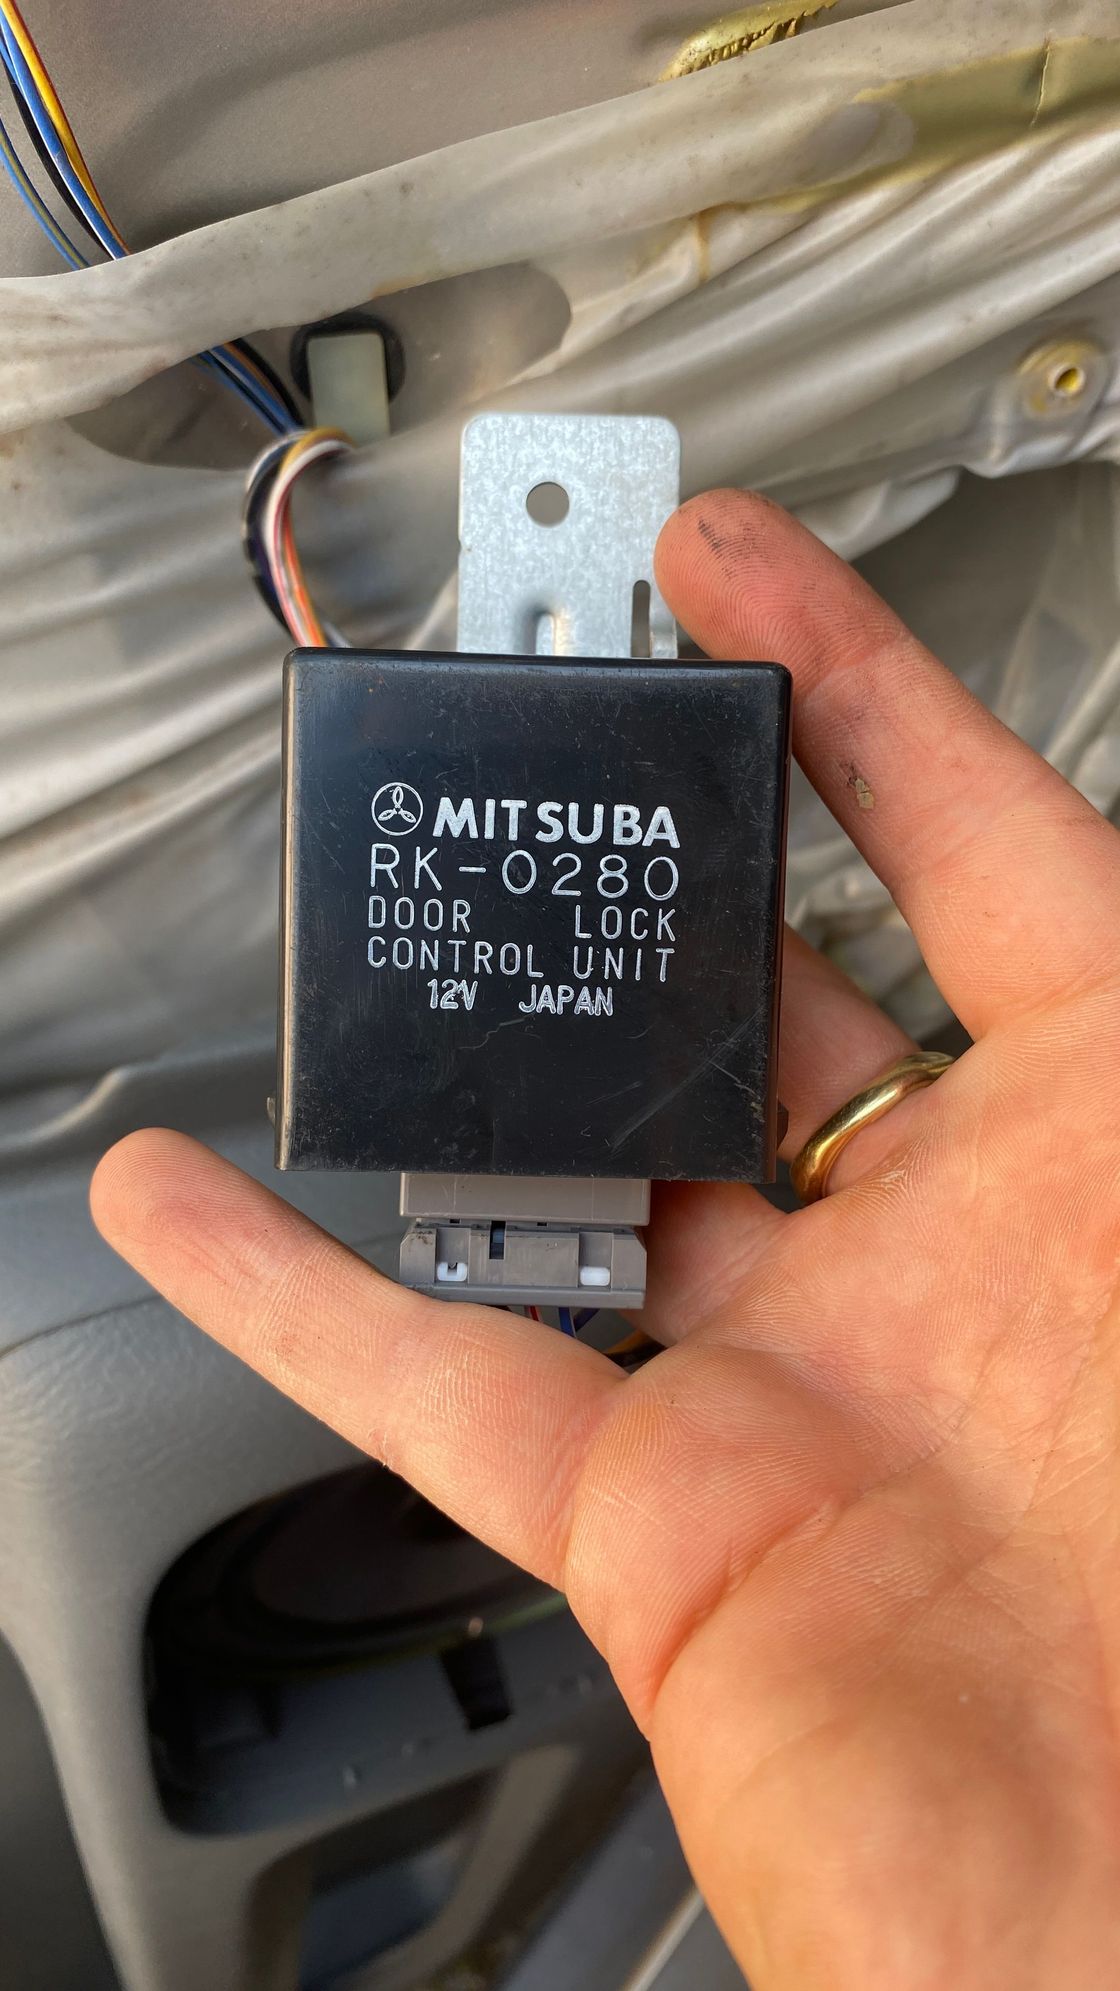 MITSUBA
RK-0280
DOOR LOCK
CONTROL UNIT
12V JAPAN